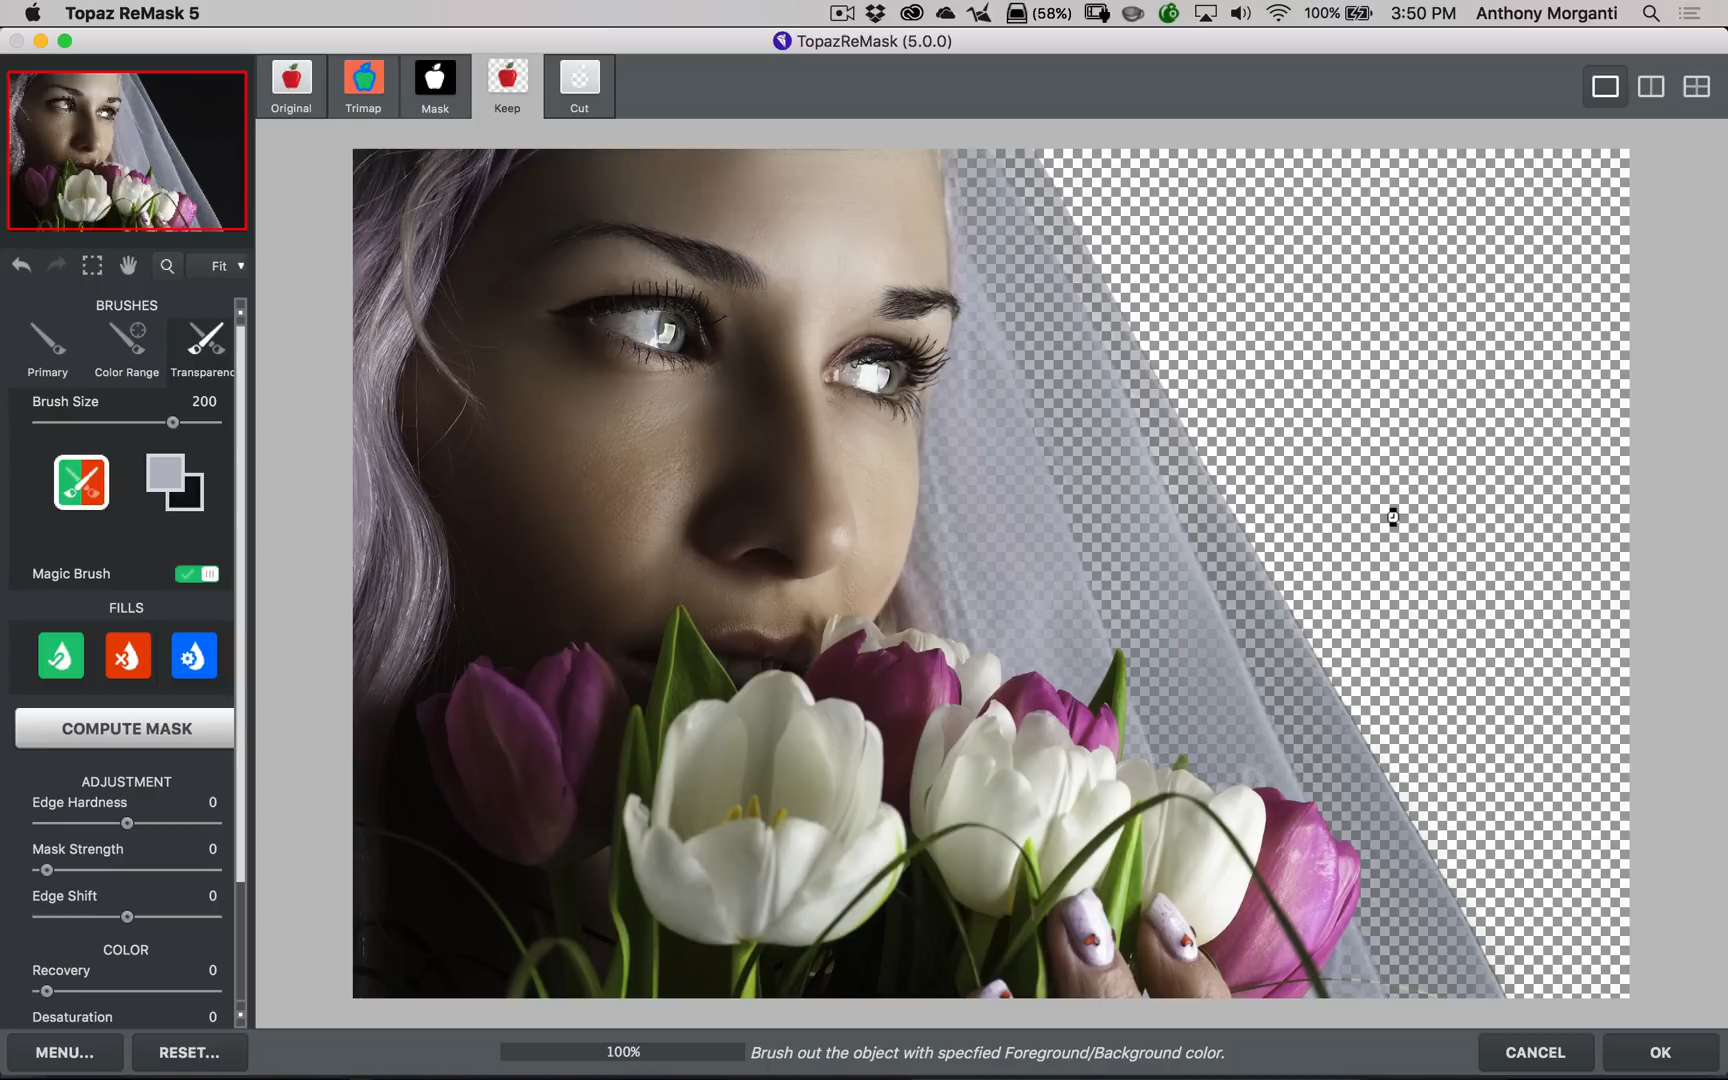 Topaz ReMask 5
(58%)
100%
3:50 PM
Anthony Morganti
TopazReMask (5.0.0)
Original
Trimap
Mask
Keep
Cut
Fit
BRUSHES
Primary
Color Range
Transparenc
Brush Size
200
Magic Brush
FILLS
COMPUTE MASK
ADJUSTMENT
Edge Hardness
0
Mask Strength
0
Edge Shift
0
COLOR
Recovery
0
Desaturation
0
MENU...
RESET...
100%
Brush out the object with specfied Foreground/Background color.
CANCEL
OK